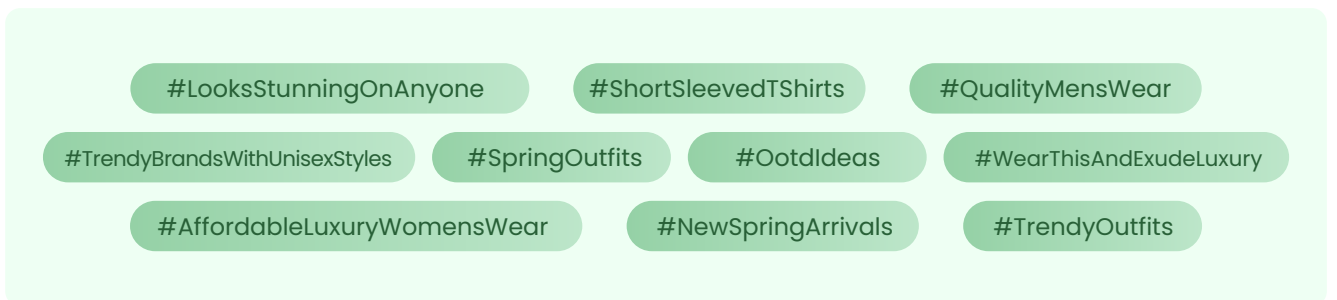 #LooksStunningOnAnyone #ShortSleevedTShirts #QualityMensWear
#TrendyBrandsWithUnisexStyles #SpringOutfits #OotdIdeas #WearThisAndExudeLuxury
#AffordableLuxuryWomensWear #NewSpringArrivals #TrendyOutfits